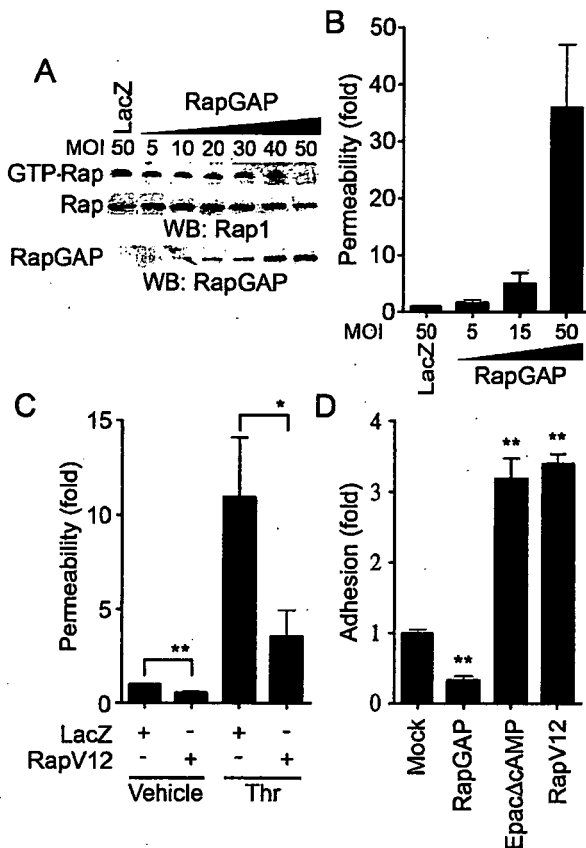 A
LacZ
RapGAP
MOI 50 5 10 20 30 40 50
GTP-Rap
Rap
WB: Rap1
RapGAP
WB: RapGAP
B
Permeability (fold)
50
40
30
20
10
0
MOI 50 5 15 50
LacZ
RapGAP
C
Permeability (fold)
15
10
5
0
**
*
LacZ + - + -
RapV12 - + - +
Vehicle Thr
D
Adhesion (fold)
4
3
2
1
0
**
**
**
Mock
RapGAP
EpacΔcAMP
RapV12